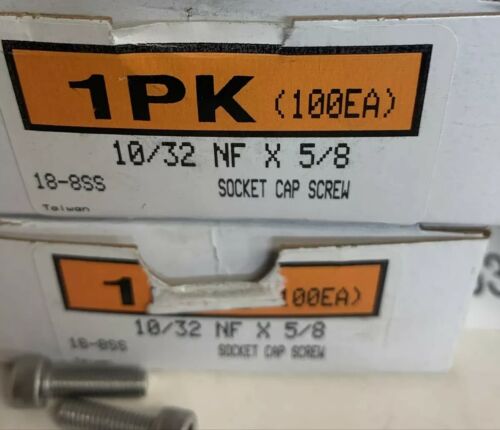 1PK (100EA)
10/32 NF X 5/8
18-8SS SOCKET CAP SCREW
Taiwan
1 100EA)
10/32 NF X 5/8
18-8SS SOCKET CAP SCREW